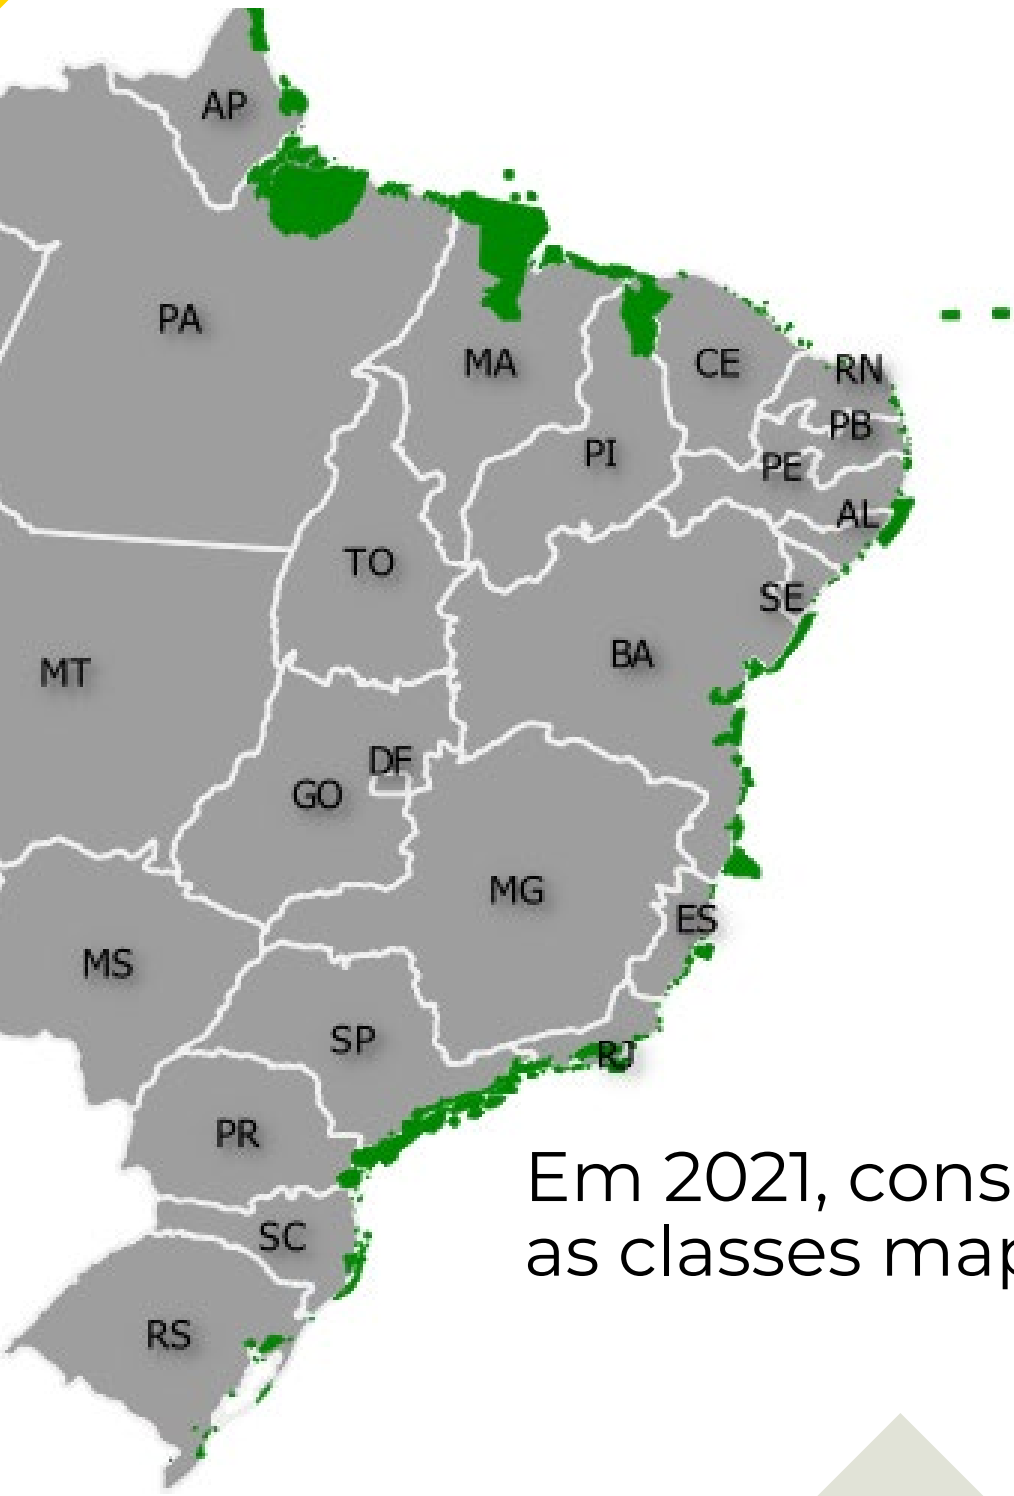 AP
PA
MA
CE
RN
PB
PI
PE
AL
TO
SE
BA
MT
DF
GO
MG
ES
MS
SP
RJ
PR
SC
RS
Em 2021, cons
as classes map